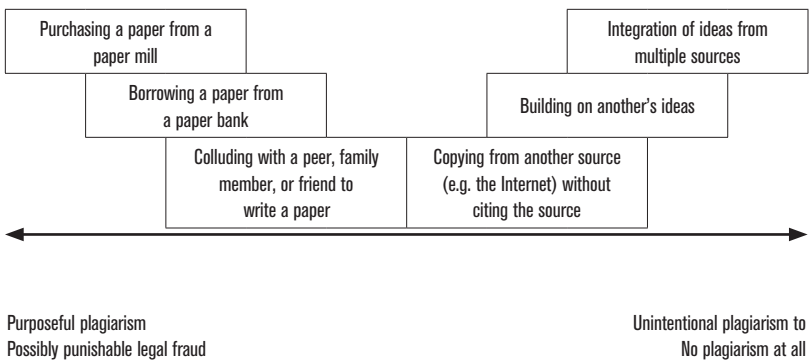 Purchasing a paper from a
paper mill
Integration of ideas from
multiple sources
Borrowing a paper from
a paper bank
Building on another's ideas
Colluding with a peer, family
member, or friend to
write a paper
Copying from another source
(e.g. the Internet) without
citing the source
Purposeful plagiarism
Possibly punishable legal fraud
Unintentional plagiarism to
No plagiarism at all